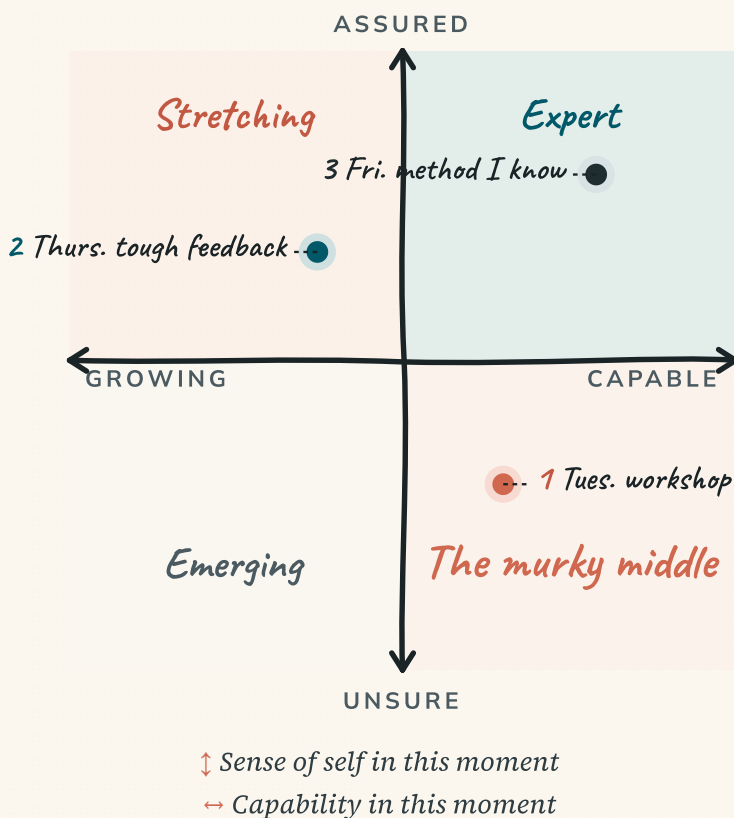 ASSURED
Stretching
Expert
3 Fri. method I know
2 Thurs. tough feedback
GROWING
CAPABLE
1 Tues. workshop
Emerging
The murky middle
UNSURE
↕ Sense of self in this moment
↔ Capability in this moment